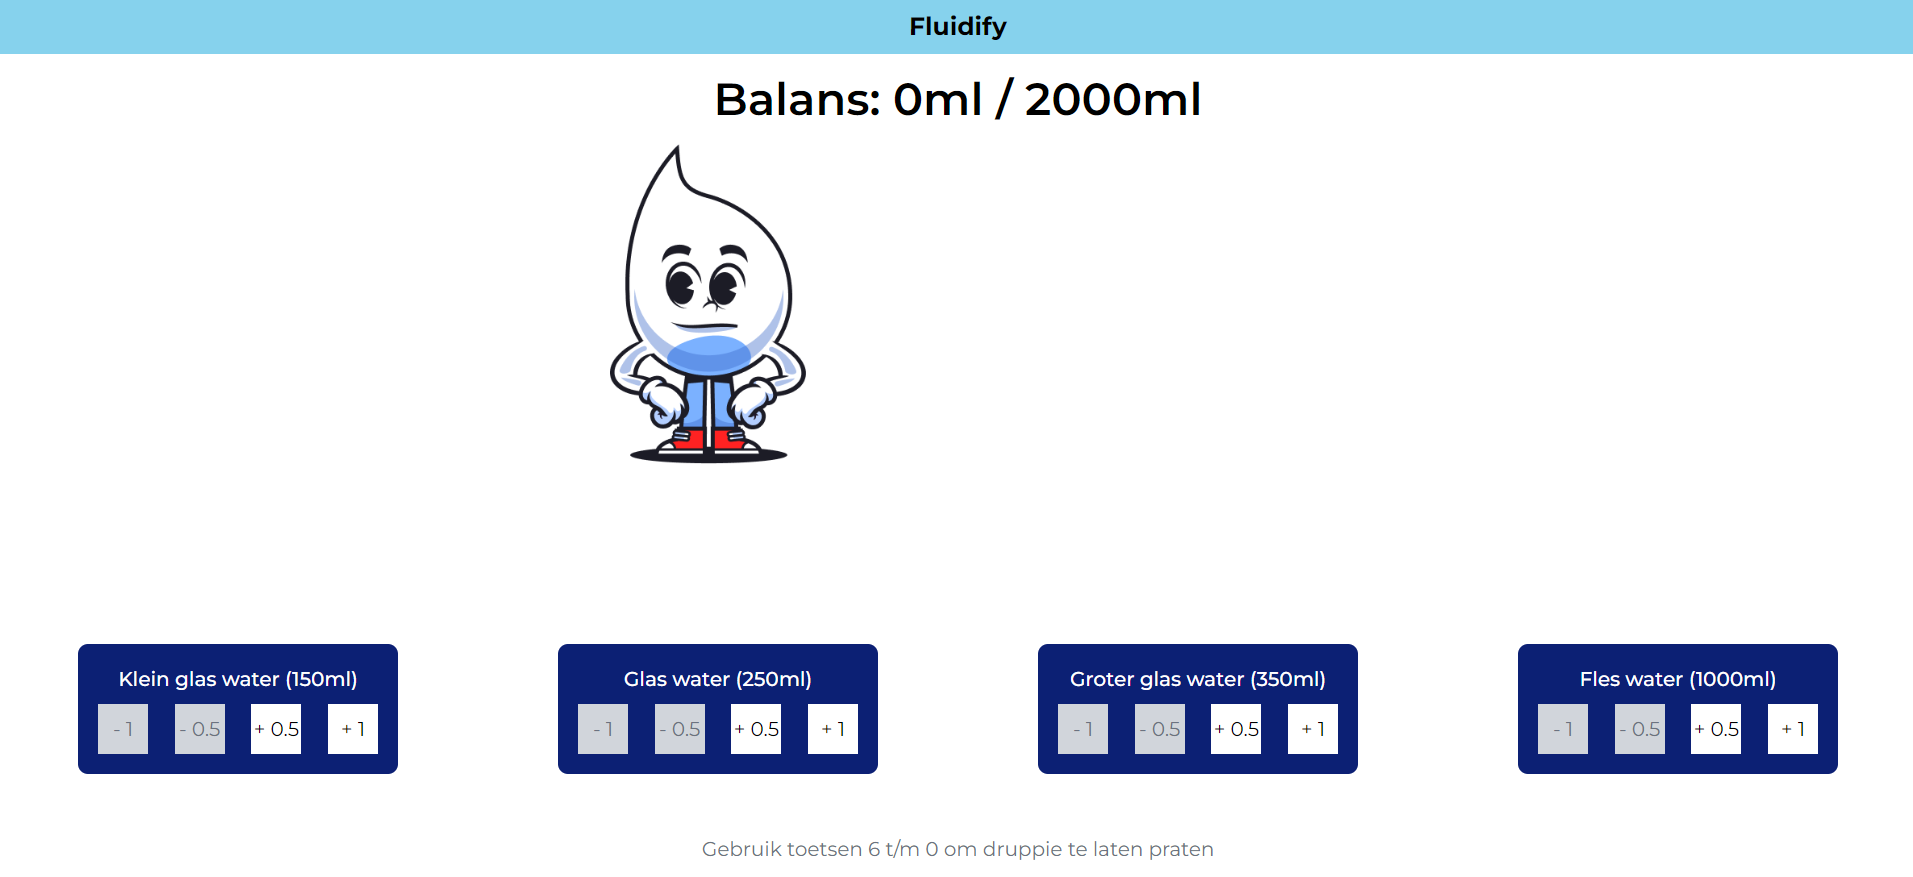 Fluidify
Balans: 0ml / 2000ml
Klein glas water (150ml)
- 1 - 0.5 + 0.5 + 1
Glas water (250ml)
- 1 - 0.5 + 0.5 + 1
Groter glas water (350ml)
- 1 - 0.5 + 0.5 + 1
Fles water (1000ml)
- 1 - 0.5 + 0.5 + 1
Gebruik toetsen 6 t/m 0 om druppie te laten praten